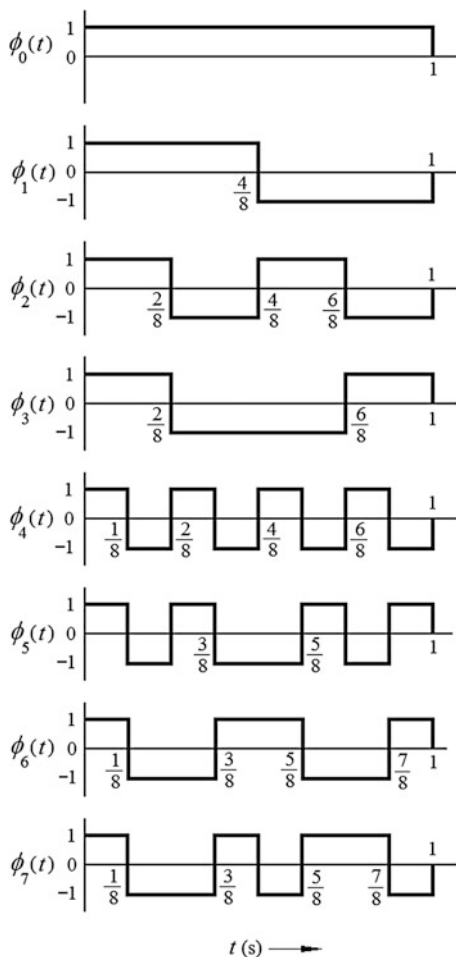 ϕ₀(t) 1 0 1
ϕ₁(t) 1 0 −1 4/8 1
ϕ₂(t) 1 0 −1 2/8 4/8 6/8 1
ϕ₃(t) 1 0 −1 2/8 6/8 1
ϕ₄(t) 1 0 −1 1/8 2/8 4/8 6/8 1
ϕ₅(t) 1 0 −1 3/8 5/8 1
ϕ₆(t) 1 0 −1 1/8 3/8 5/8 7/8 1
ϕ₇(t) 1 0 −1 1/8 3/8 5/8 7/8 1
t (s)